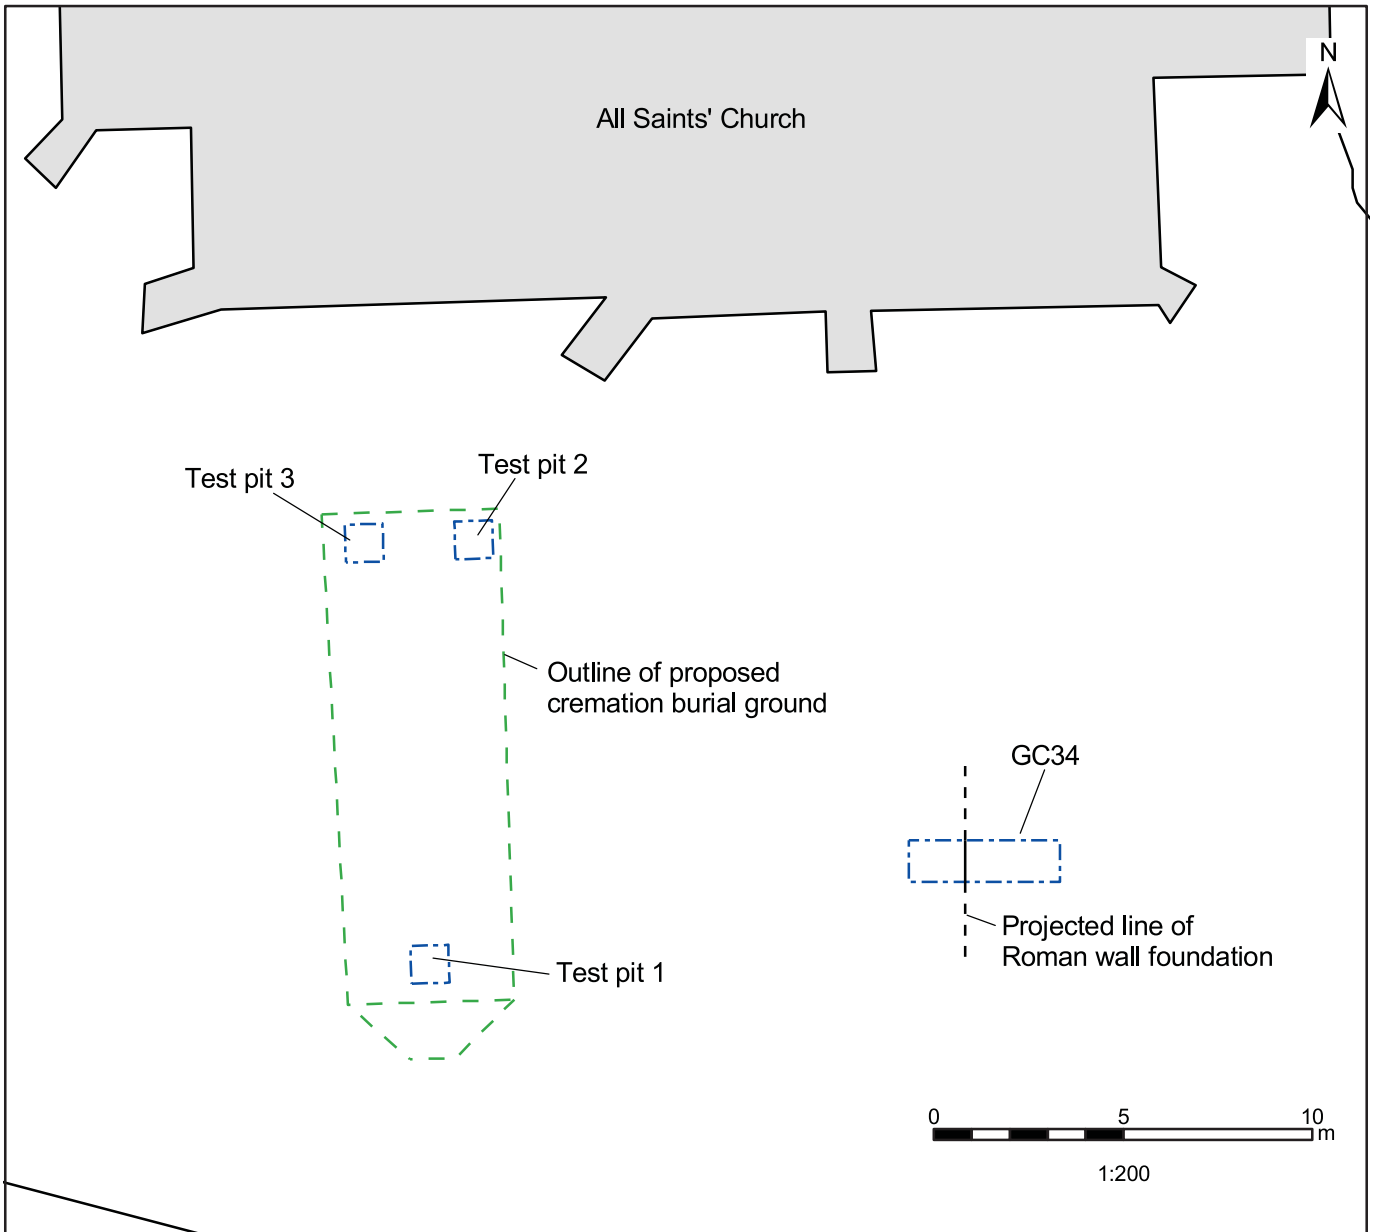 N
All Saints' Church
Test pit 3
Test pit 2
Outline of proposed
cremation burial ground
GC34
Projected line of
Roman wall foundation
Test pit 1
0 5 10
m
1:200